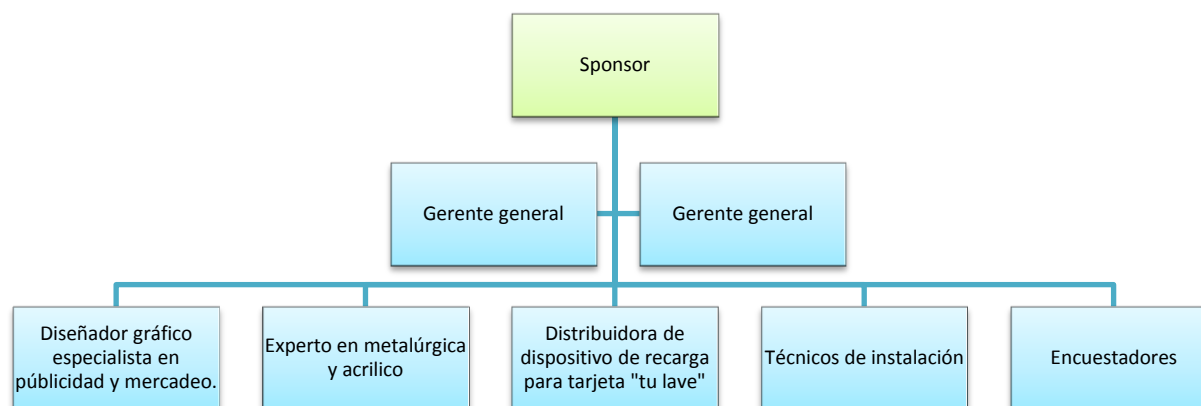 Sponsor
Gerente general
Gerente general
Diseñador gráfico
especialista en
públicidad y mercadeo.
Experto en metalúrgica
y acrilico
Distribuidora de
dispositivo de recarga
para tarjeta "tu lave"
Técnicos de instalación
Encuestadores